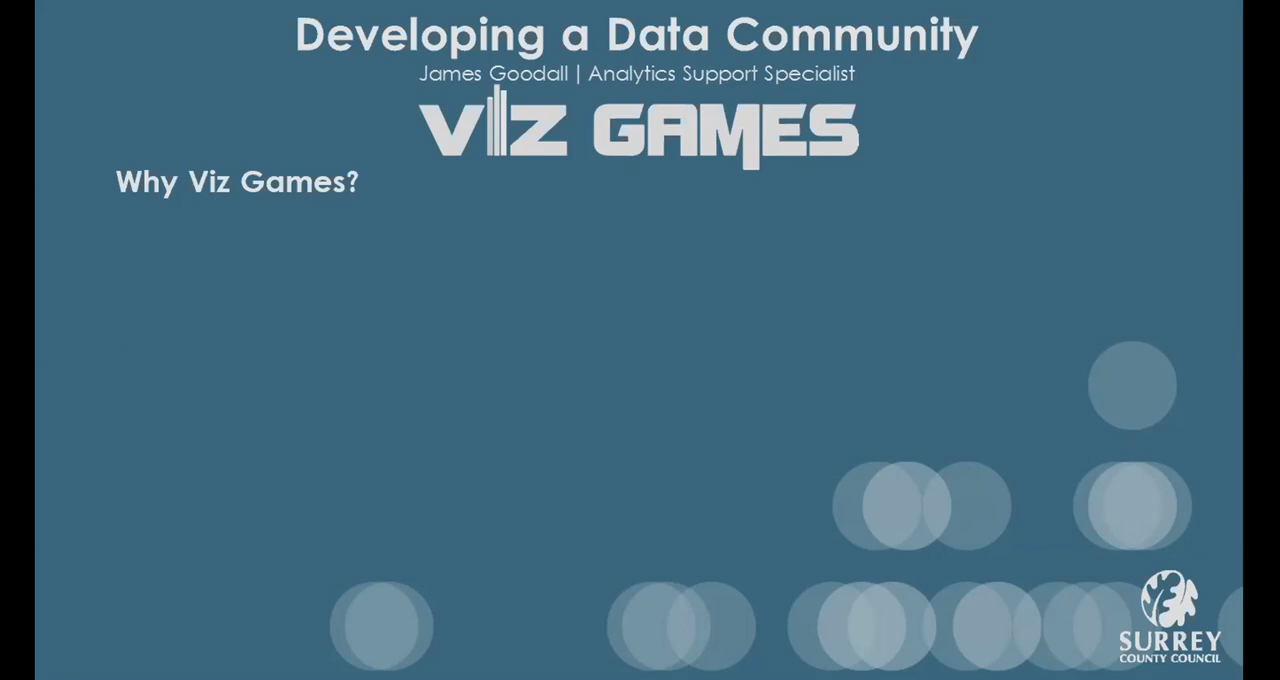 Developing a Data Community
James Goodall | Analytics Support Specialist
VIZ GAMES
Why Viz Games?
SURREY
COUNTY COUNCIL